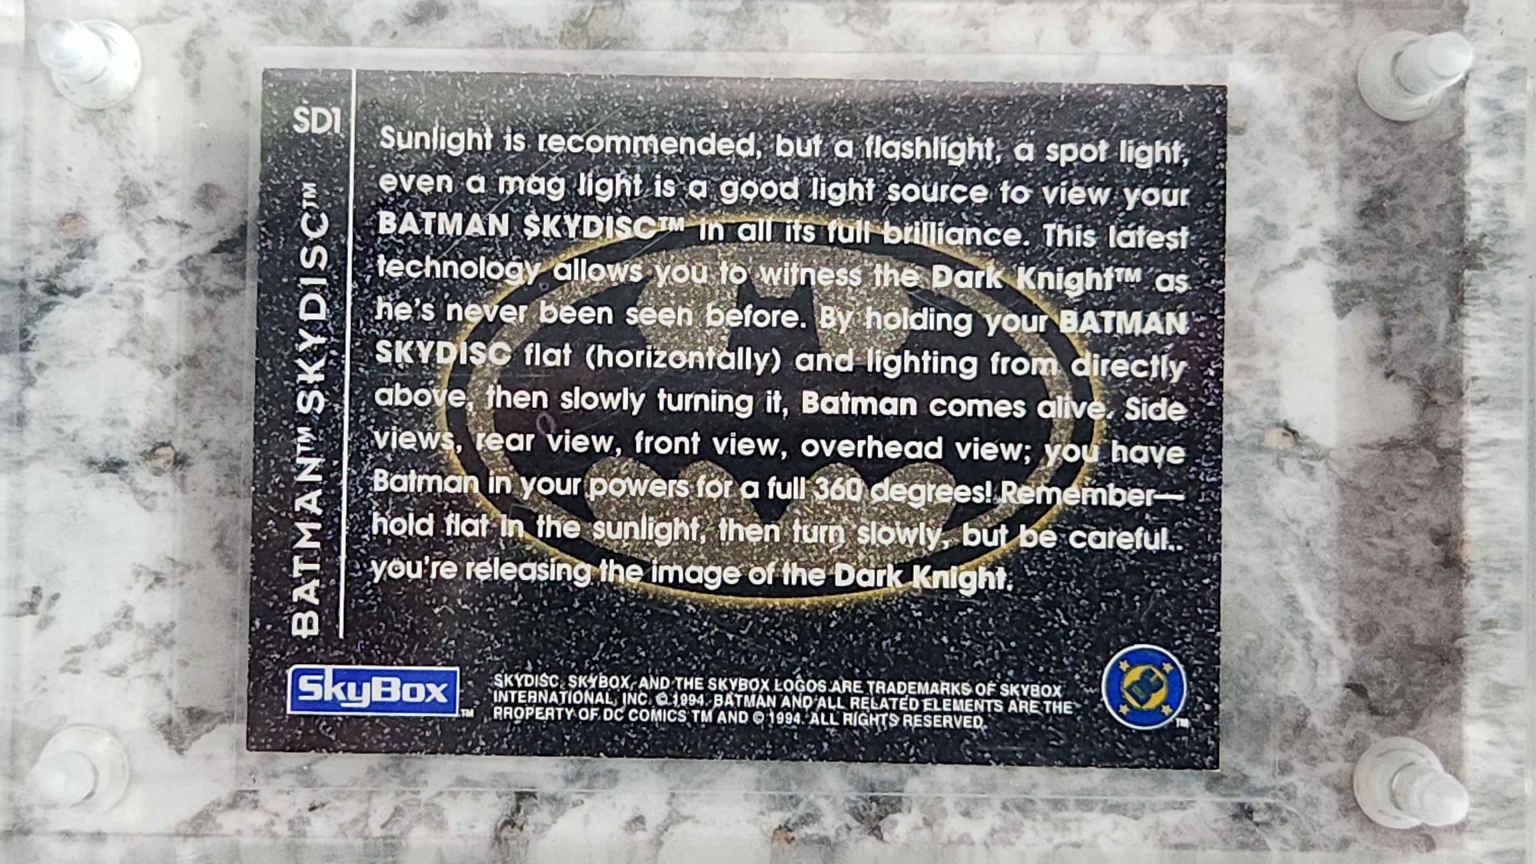 SD1
BATMAN™ SKYDISC™
Sunlight is recommended, but a flashlight, a spot light,
even a mag light is a good light source to view your
BATMAN SKYDISC™ in all its full brilliance. This latest
technology allows you to witness the Dark Knight™ as
he's never been seen before. By holding your BATMAN
SKYDISC flat (horizontally) and lighting from directly
above, then slowly turning it, Batman comes alive. Side
views, rear view, front view, overhead view; you have
Batman in your powers for a full 360 degrees! Remember—
hold flat in the sunlight, then turn slowly, but be careful..
you're releasing the image of the Dark Knight.
SkyBox™
SKYDISC, SKYBOX, AND THE SKYBOX LOGOS ARE TRADEMARKS OF SKYBOX
INTERNATIONAL, INC. © 1994. BATMAN AND ALL RELATED ELEMENTS ARE THE
PROPERTY OF DC COMICS TM AND © 1994. ALL RIGHTS RESERVED.
TM